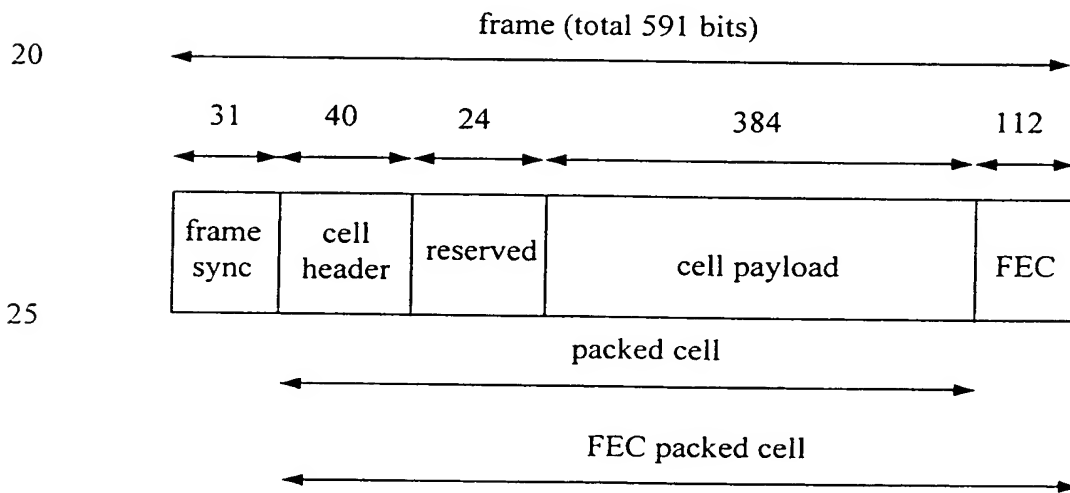 frame (total 591 bits)
20
31 40 24 384 112
frame sync
cell header
reserved
cell payload
FEC
25
packed cell
FEC packed cell